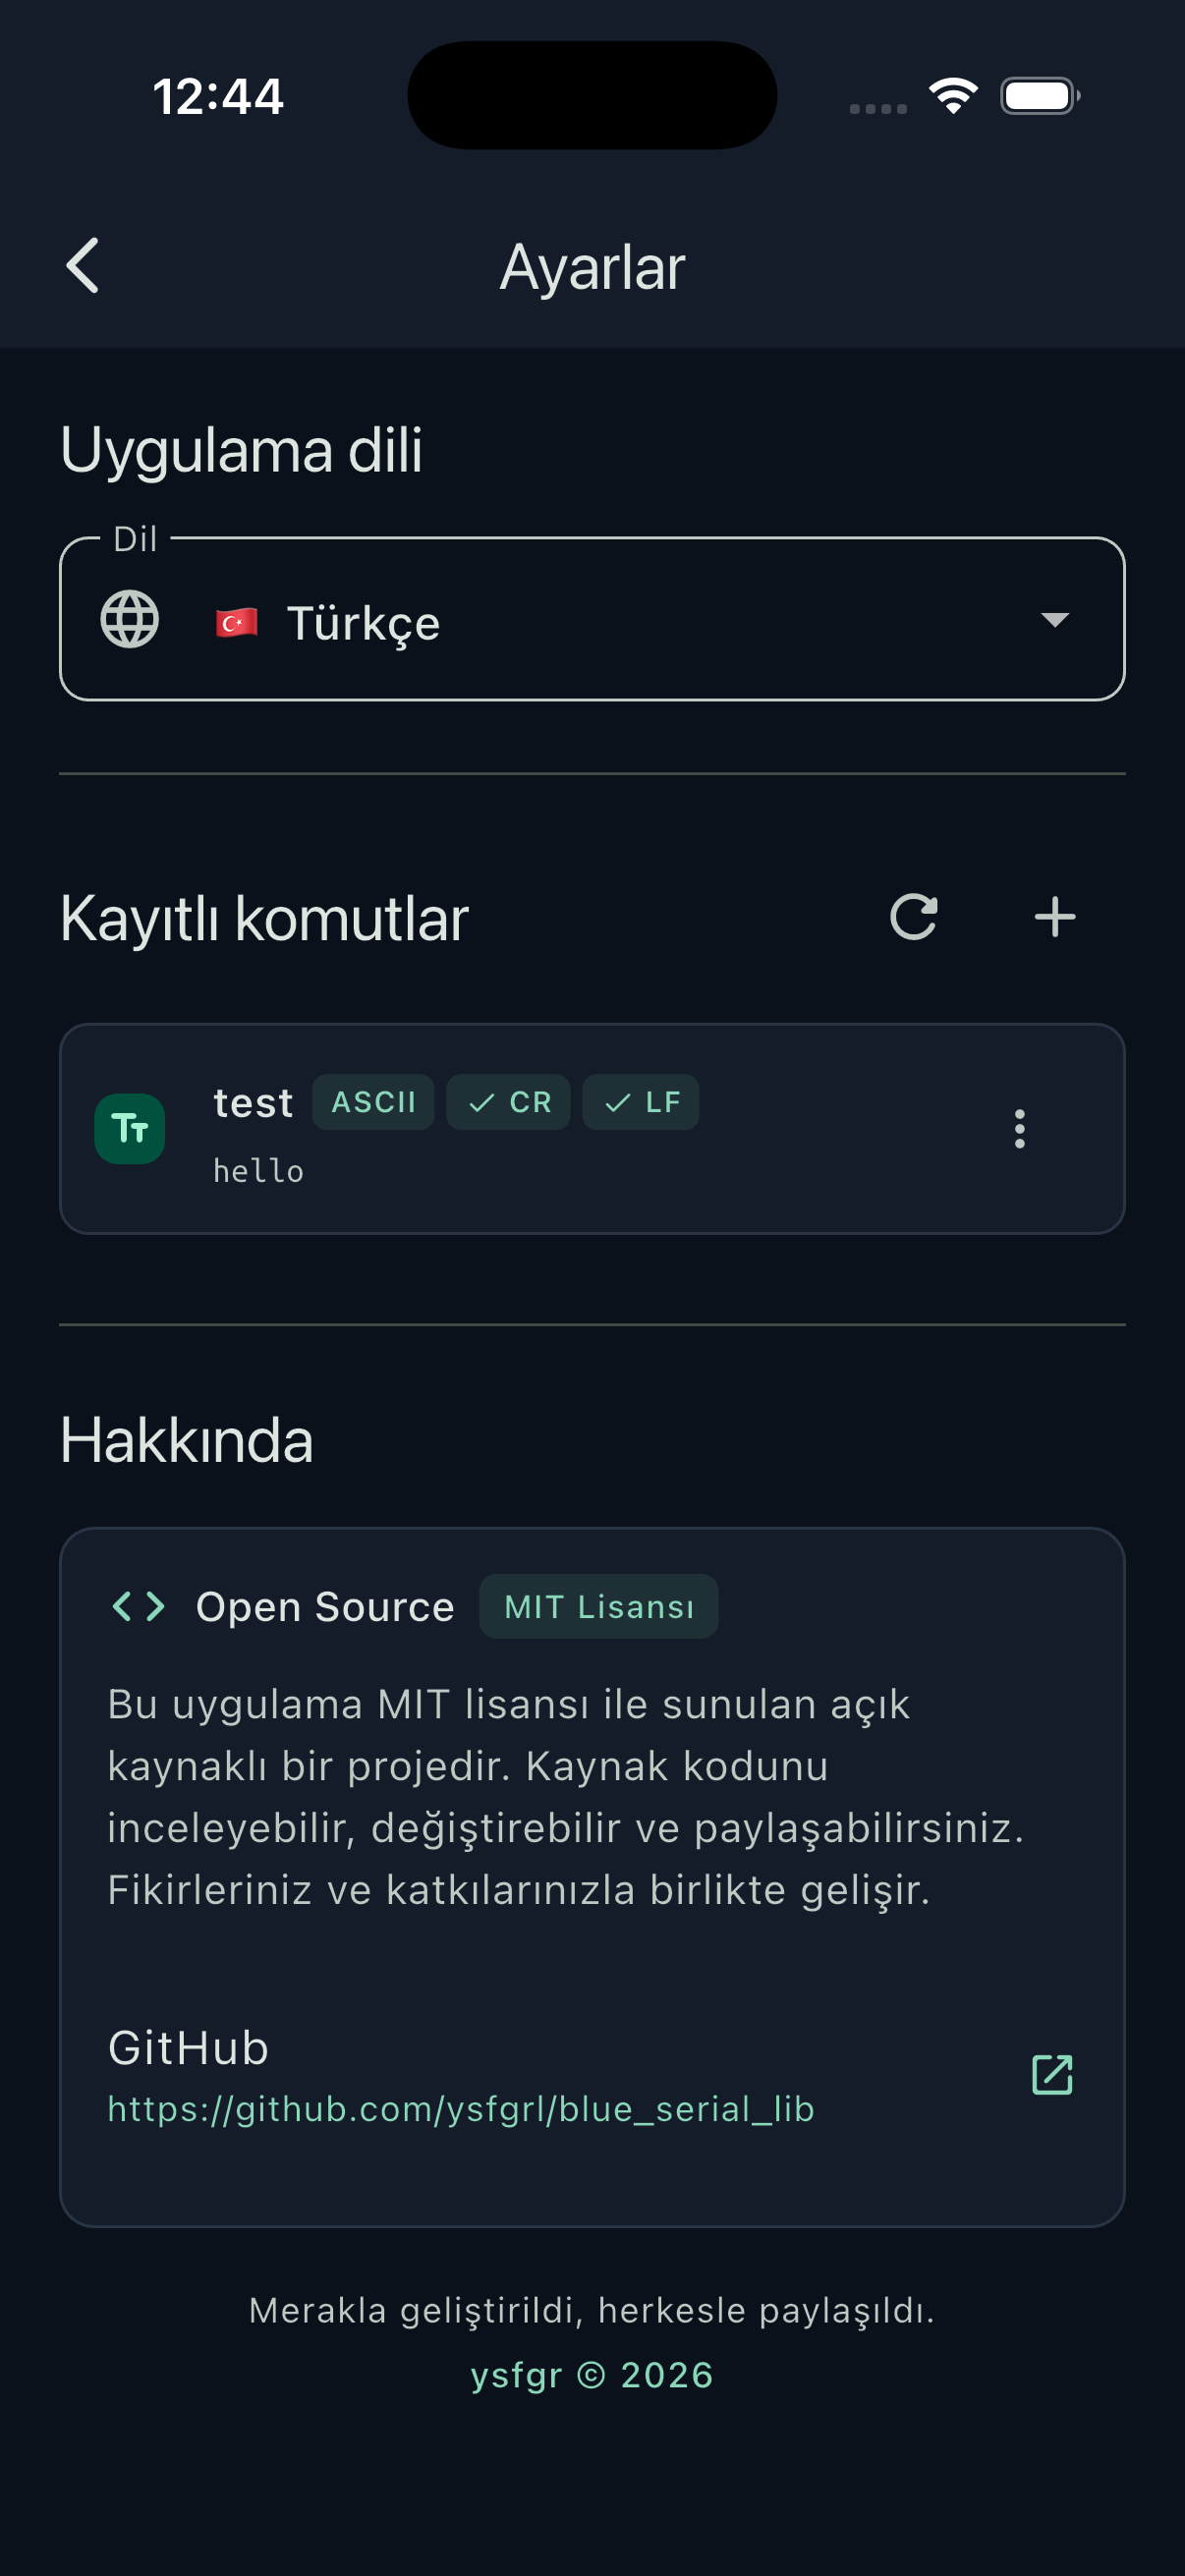 12:44
Ayarlar
Uygulama dili
Dil
Türkçe
Kayıtlı komutlar
test ASCII CR LF
hello
Hakkında
Open Source MIT Lisansı
Bu uygulama MIT lisansı ile sunulan açık
kaynaklı bir projedir. Kaynak kodunu
inceleyebilir, değiştirebilir ve paylaşabilirsiniz.
Fikirleriniz ve katkılarınızla birlikte gelişir.
GitHub
https://github.com/ysfgrl/blue_serial_lib
Merakla geliştirildi, herkesle paylaşıldı.
ysfgr © 2026